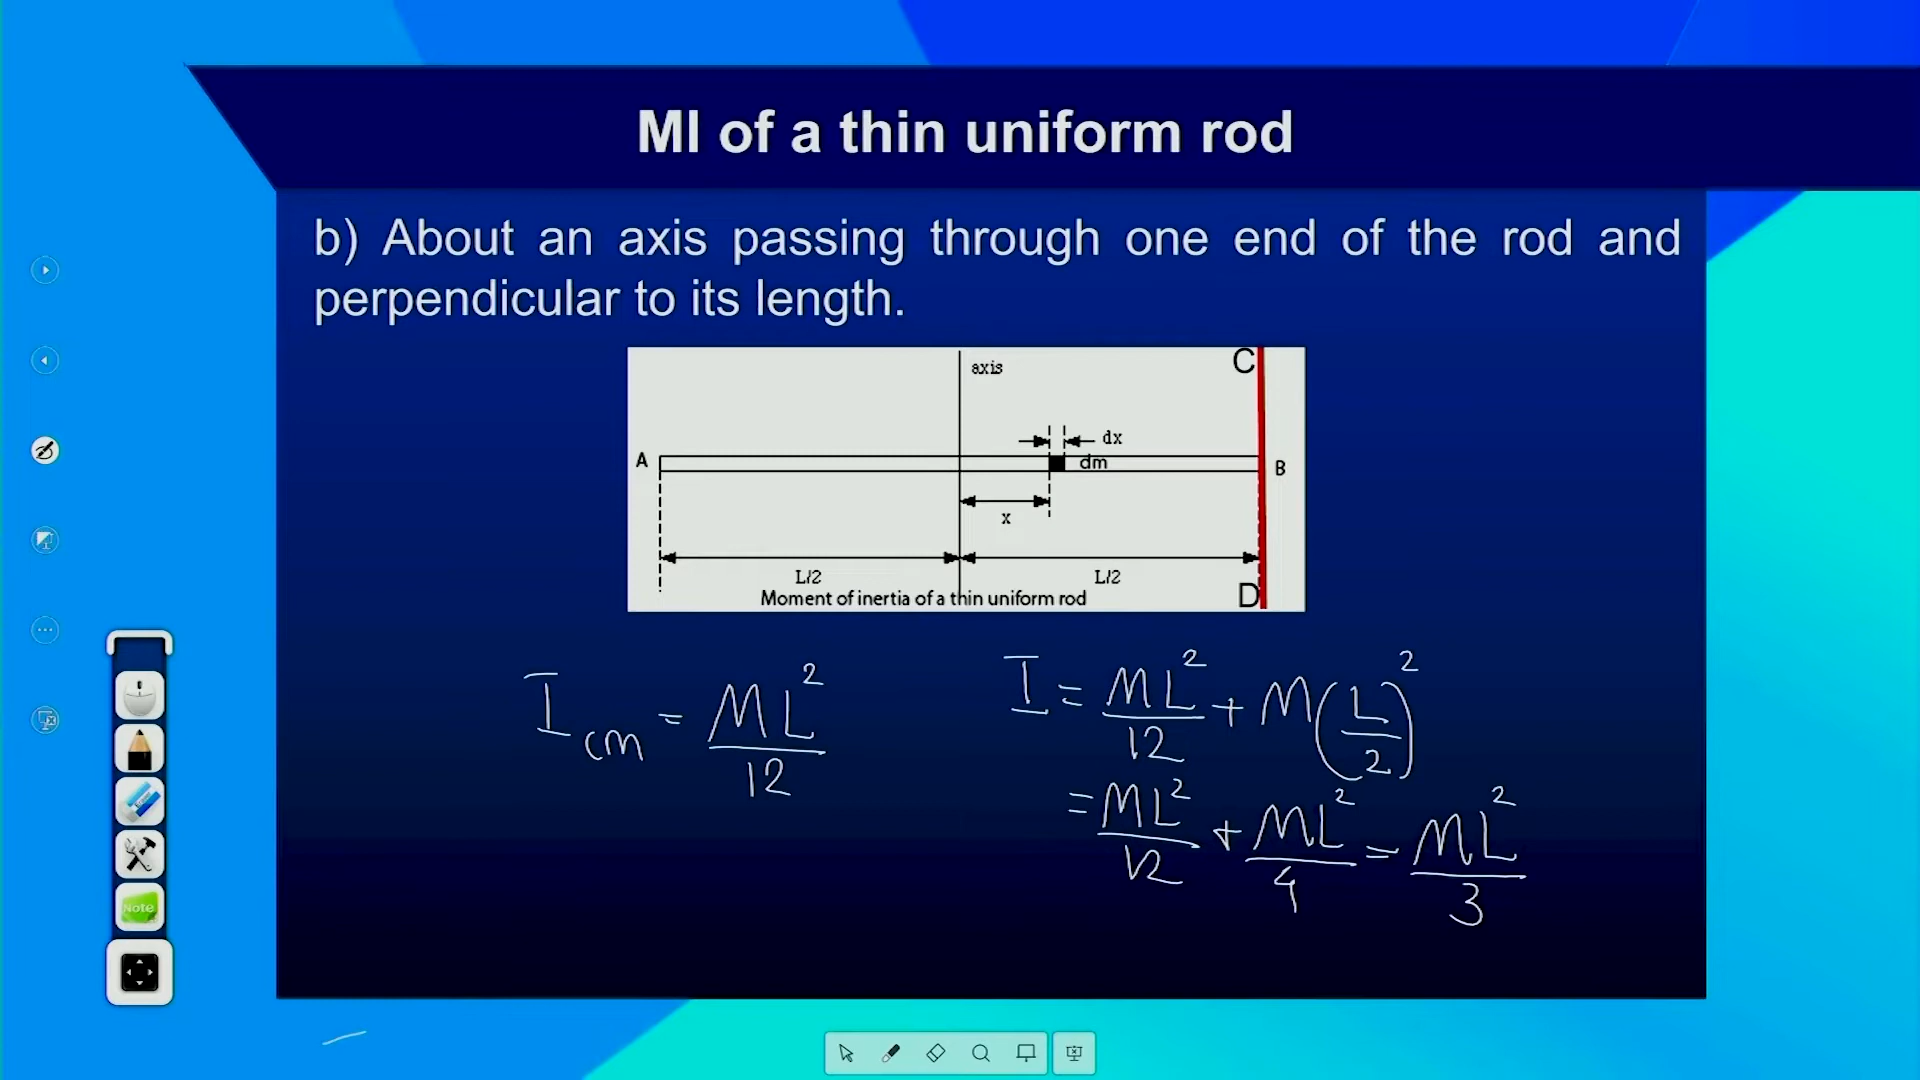 MI of a thin uniform rod
b) About an axis passing through one end of the rod and
perpendicular to its length.
axis
C
dx
A
dm
B
x
L/2
L/2
D
Moment of inertia of a thin uniform rod
I_cm = ML²/12
I = ML²/12 + M(L/2)²
= ML²/12 + ML²/4 = ML²/3
Note